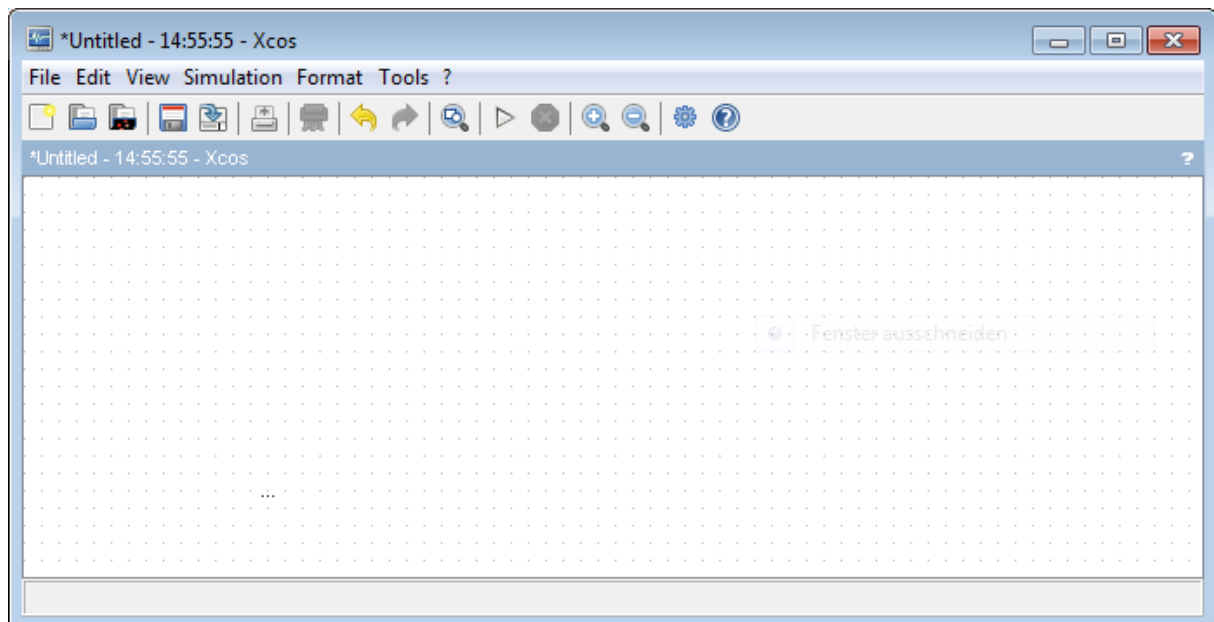 *Untitled - 14:55:55 - Xcos
File Edit View Simulation Format Tools ?
*Untitled - 14:55:55 - Xcos ?
Fenster ausschneiden
...